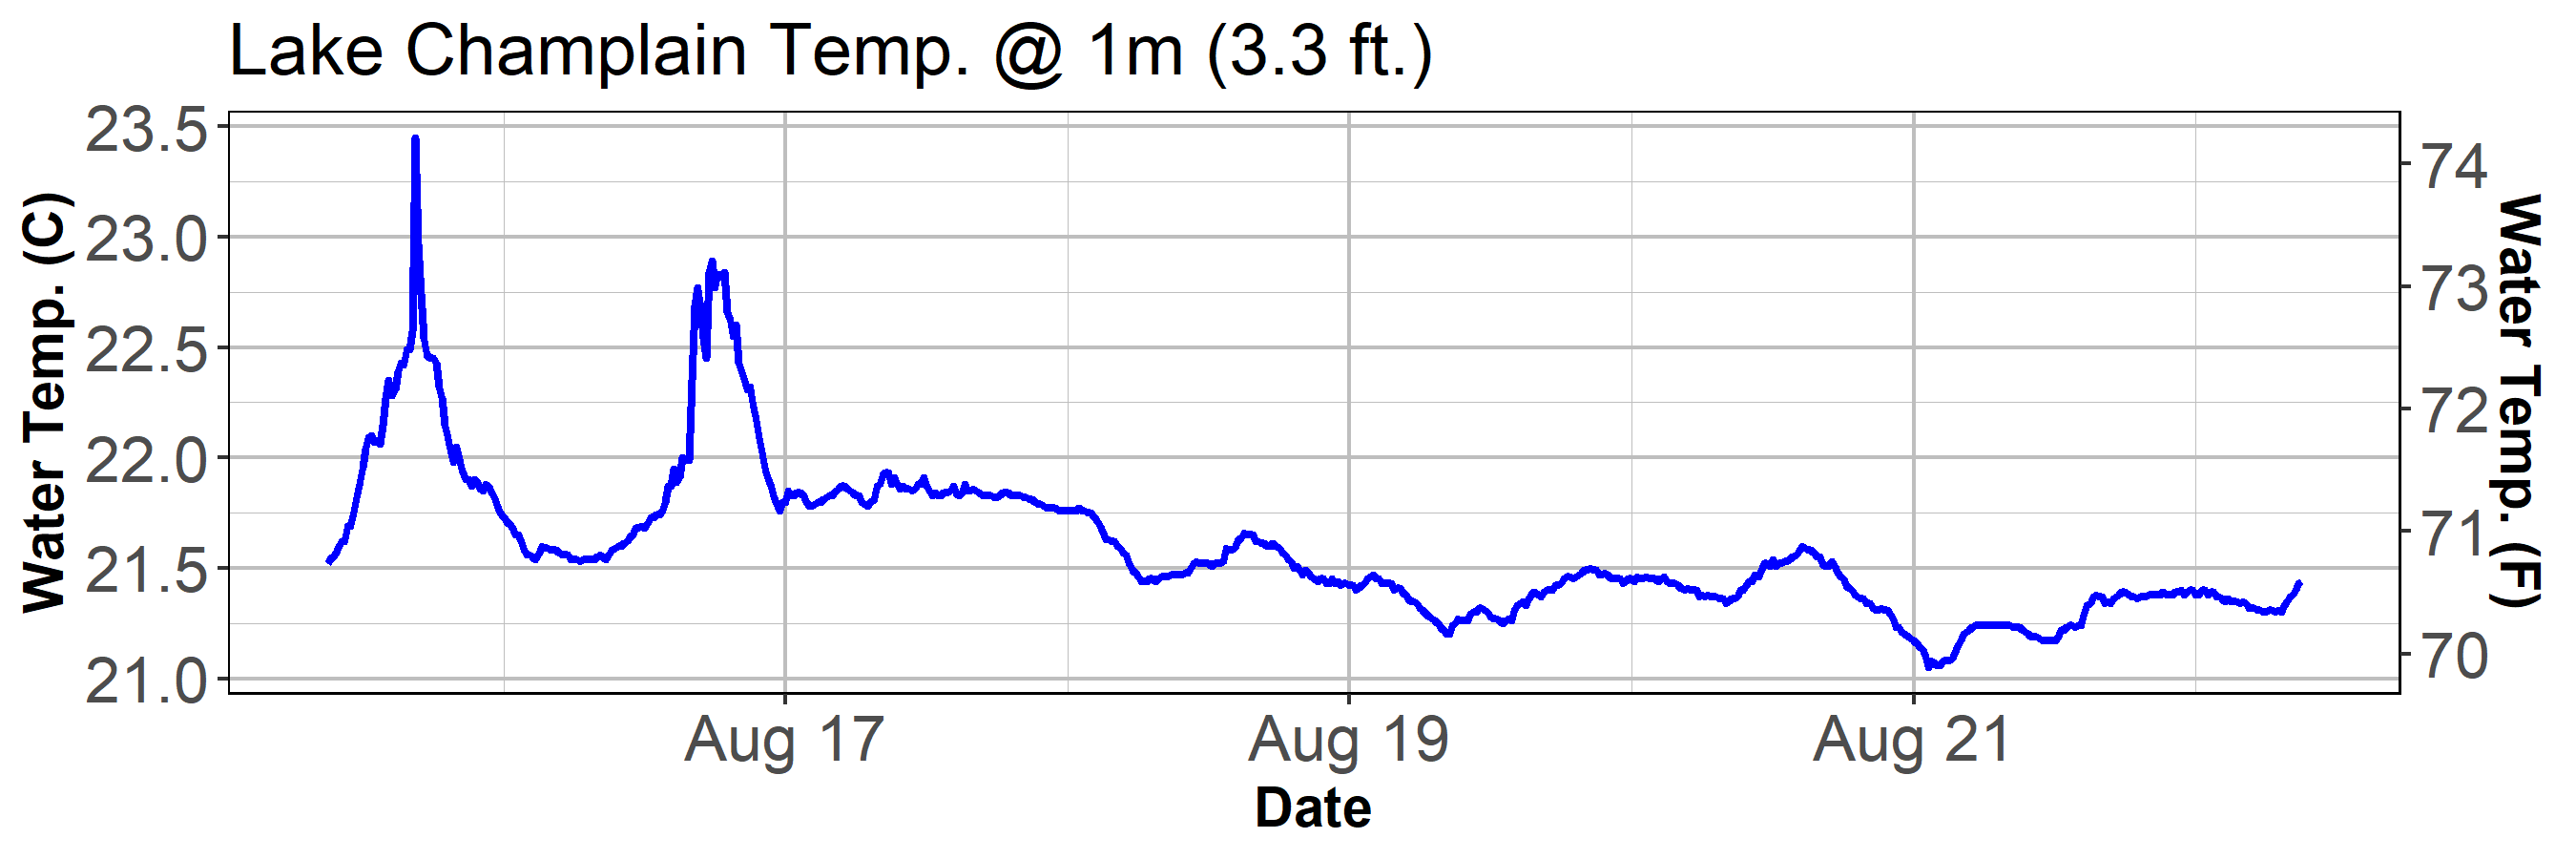 Lake Champlain Temp. @ 1m (3.3 ft.)
Water Temp. (C)
23.5
23.0
22.5
22.0
21.5
21.0
74
73
72
71
70
Water Temp. (F)
Aug 17 Aug 19 Aug 21
Date